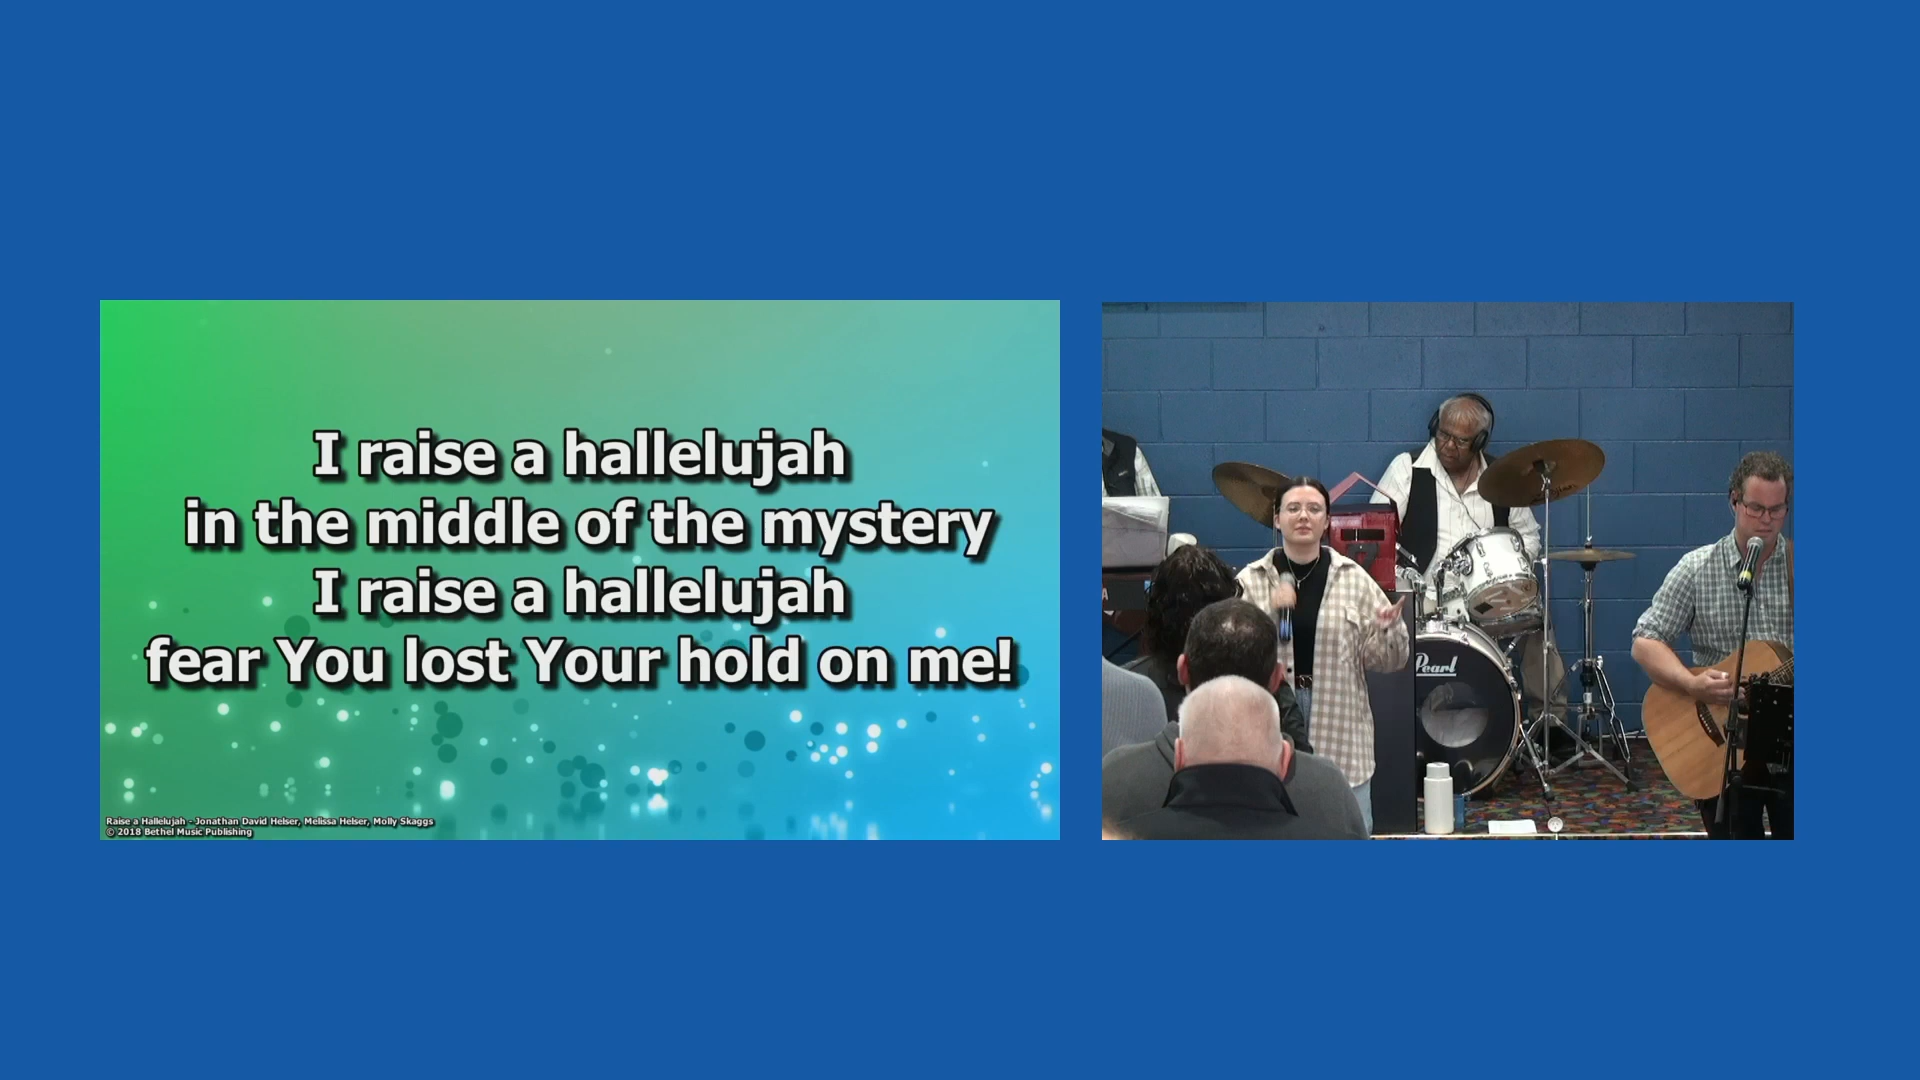 I raise a hallelujah
in the middle of the mystery
I raise a hallelujah
fear You lost Your hold on me!
Raise a Hallelujah - Jonathan David Helser, Melissa Helser, Molly Skaggs
© 2018 Bethel Music Publishing
Pearl